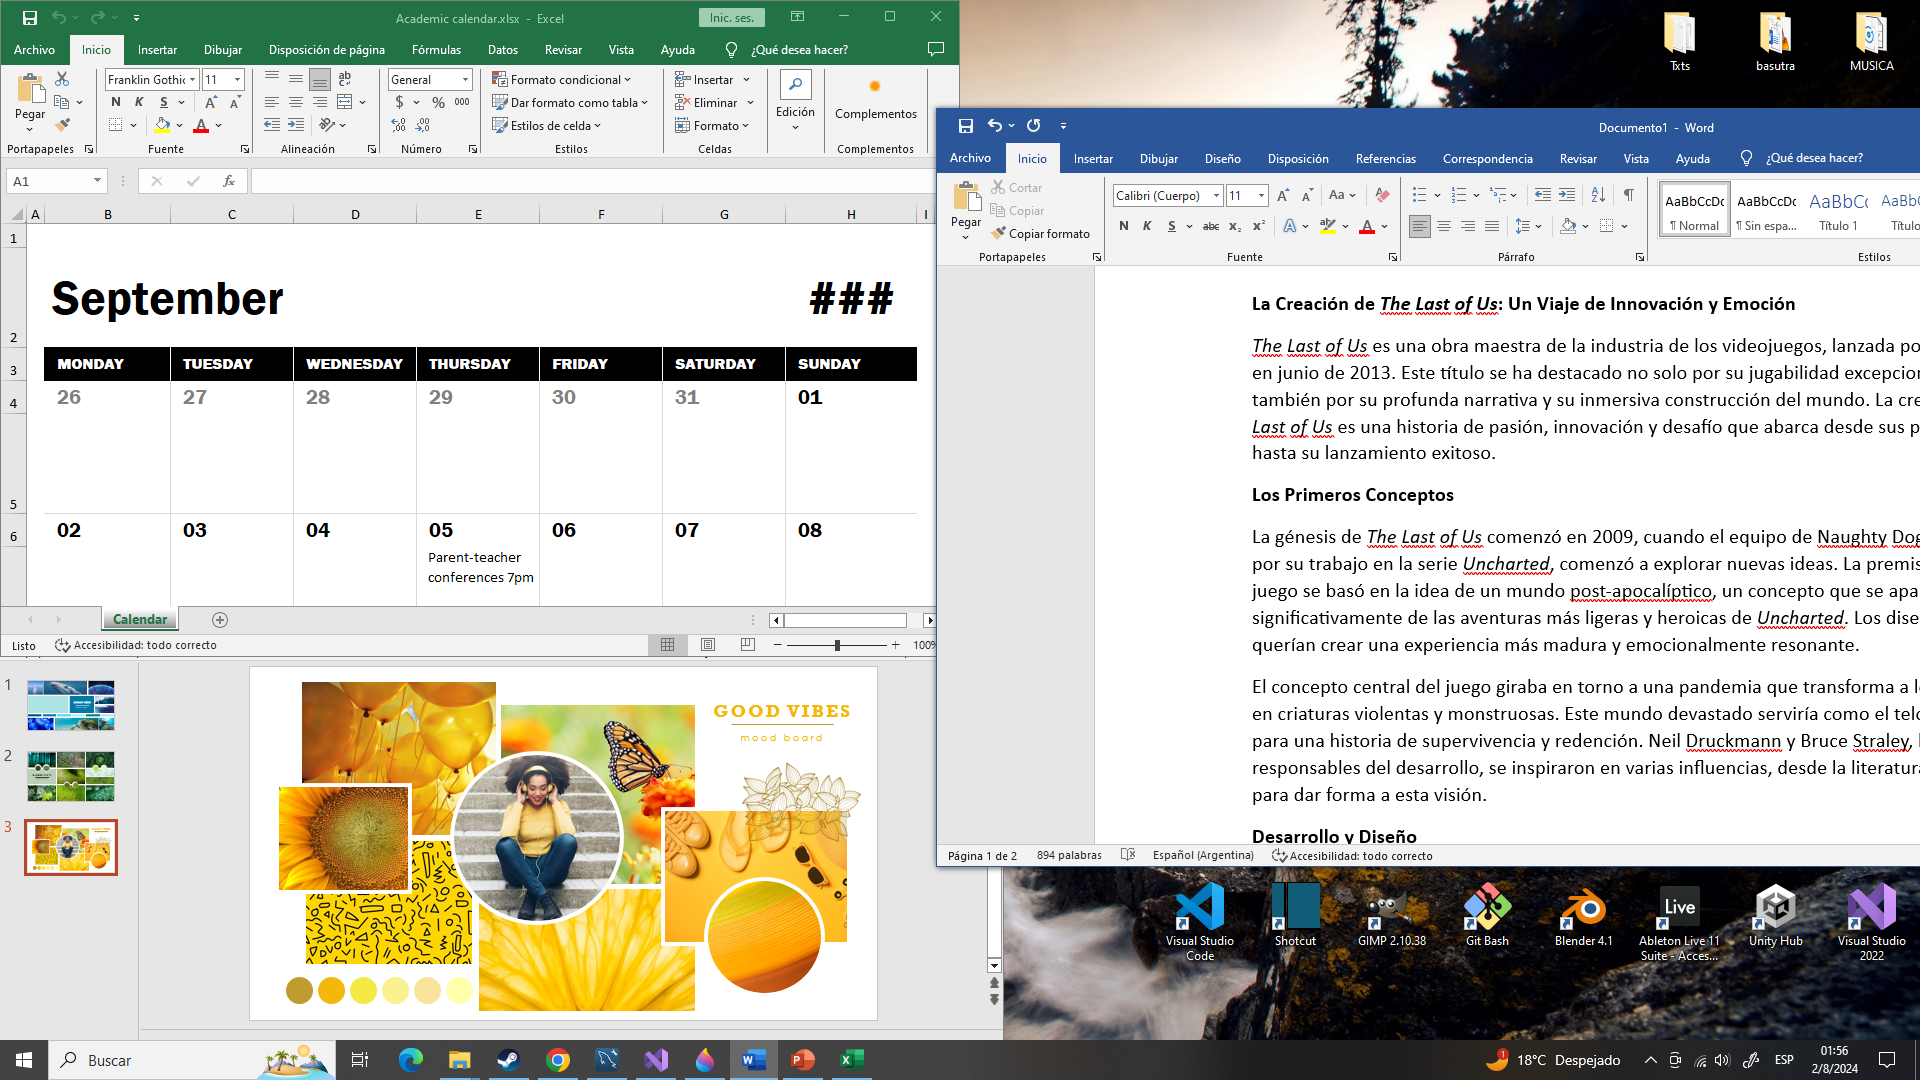 Academic calendar.xlsx - Excel
Inic. ses.
Archivo Inicio Insertar Dibujar Disposición de página Fórmulas Datos Revisar Vista Ayuda ¿Qué desea hacer?
Pegar
Portapapeles
Franklin Gothic 11
N K S
Fuente
Alineación
General
$ % 000
Número
Formato condicional
Dar formato como tabla
Estilos de celda
Estilos
Insertar
Eliminar
Formato
Celdas
Edición
Complementos
Complementos
A1
fx
A B C D E F G H I
1
2
3
4
5
6
September ###
MONDAY TUESDAY WEDNESDAY THURSDAY FRIDAY SATURDAY SUNDAY
26 27 28 29 30 31 01
02 03 04 05 06 07 08
Parent-teacher
conferences 7pm
Calendar
Listo Accesibilidad: todo correcto 100%
1
2
3
GOOD VIBES
mood board
Txts
basutra
MUSICA
Documento1 - Word
Archivo Inicio Insertar Dibujar Diseño Disposición Referencias Correspondencia Revisar Vista Ayuda ¿Qué desea hacer?
Pegar
Cortar
Copiar
Copiar formato
Portapapeles
Calibri (Cuerpo) 11
Aa
N K S abc x₂ x²
Fuente
Párrafo
AaBbCcDc AaBbCcDc AaBbCc AaBbC
¶ Normal ¶ Sin espa... Título 1 Título
Estilos
La Creación de The Last of Us: Un Viaje de Innovación y Emoción
The Last of Us es una obra maestra de la industria de los videojuegos, lanzada po
en junio de 2013. Este título se ha destacado no solo por su jugabilidad excepcion
también por su profunda narrativa y su inmersiva construcción del mundo. La cre
Last of Us es una historia de pasión, innovación y desafío que abarca desde sus p
hasta su lanzamiento exitoso.
Los Primeros Conceptos
La génesis de The Last of Us comenzó en 2009, cuando el equipo de Naughty Dog
por su trabajo en la serie Uncharted, comenzó a explorar nuevas ideas. La premis
juego se basó en la idea de un mundo post-apocalíptico, un concepto que se apa
significativamente de las aventuras más ligeras y heroicas de Uncharted. Los dise
querían crear una experiencia más madura y emocionalmente resonante.
El concepto central del juego giraba en torno a una pandemia que transforma a l
en criaturas violentas y monstruosas. Este mundo devastado serviría como el teló
para una historia de supervivencia y redención. Neil Druckmann y Bruce Straley, l
responsables del desarrollo, se inspiraron en varias influencias, desde la literatura
para dar forma a esta visión.
Desarrollo y Diseño
Página 1 de 2 894 palabras Español (Argentina) Accesibilidad: todo correcto
Visual Studio
Code
Shotcut
GIMP 2.10.38
Git Bash
Blender 4.1
Live
Ableton Live 11
Suite - Acces...
Unity Hub
Visual Studio
2022
Buscar
1
18°C Despejado
ESP
01:56
2/8/2024